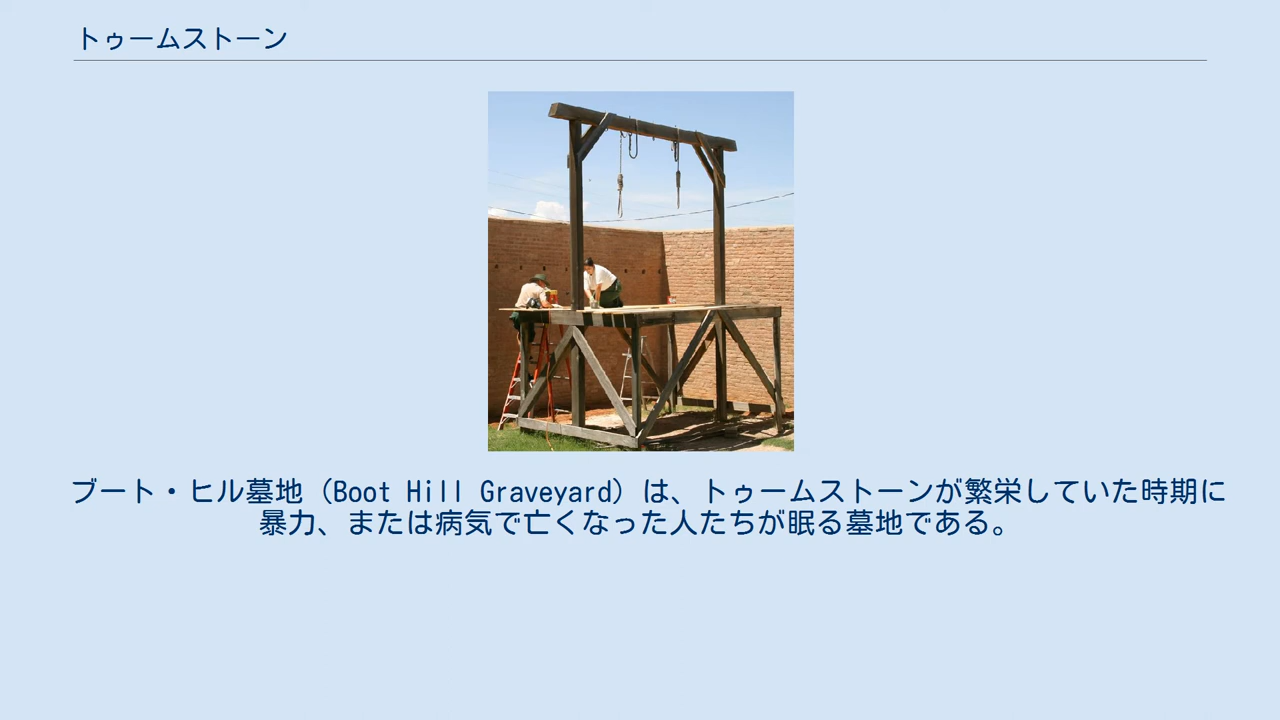 トゥームストーン
ブート・ヒル墓地（Boot Hill Graveyard）は、トゥームストーンが繁栄していた時期に
暴力、または病気で亡くなった人たちが眠る墓地である。